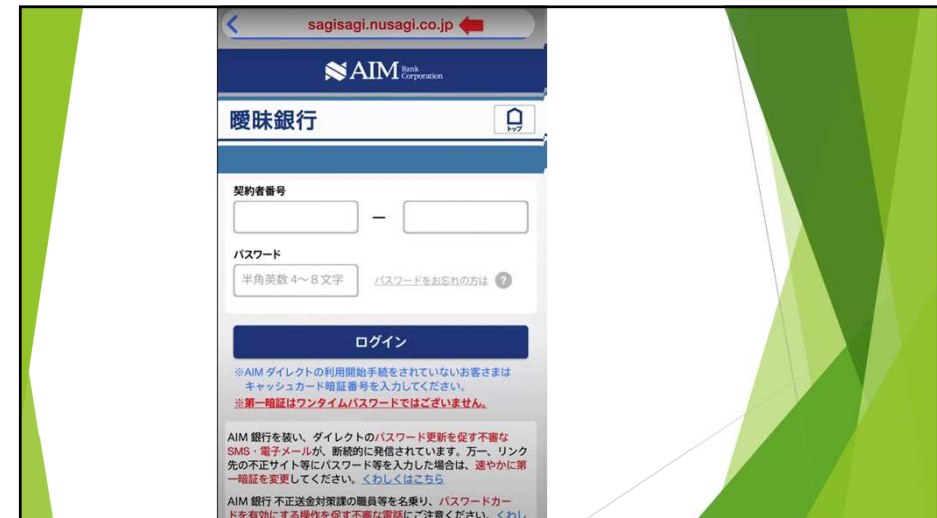 sagisagi.nusagi.co.jp
AIM Bank Corporation
曖昧銀行
トップ
契約者番号
ー
パスワード
半角英数 4〜8文字 パスワードをお忘れの方は ?
ログイン
※AIM ダイレクトの利用開始手続をされていないお客さまは
キャッシュカード暗証番号を入力してください。
※第一暗証はワンタイムパスワードではございません。
AIM 銀行を装い、ダイレクトのパスワード更新を促す不審な
SMS・電子メールが、断続的に発信されています。万一、リンク
先の不正サイト等にパスワード等を入力した場合は、速やかに第
一暗証を変更してください。くわしくはこちら
AIM 銀行 不正送金対策課の職員等を名乗り、パスワードカー
ドを有効にする操作を促す不審な電話にご注意ください。くわし